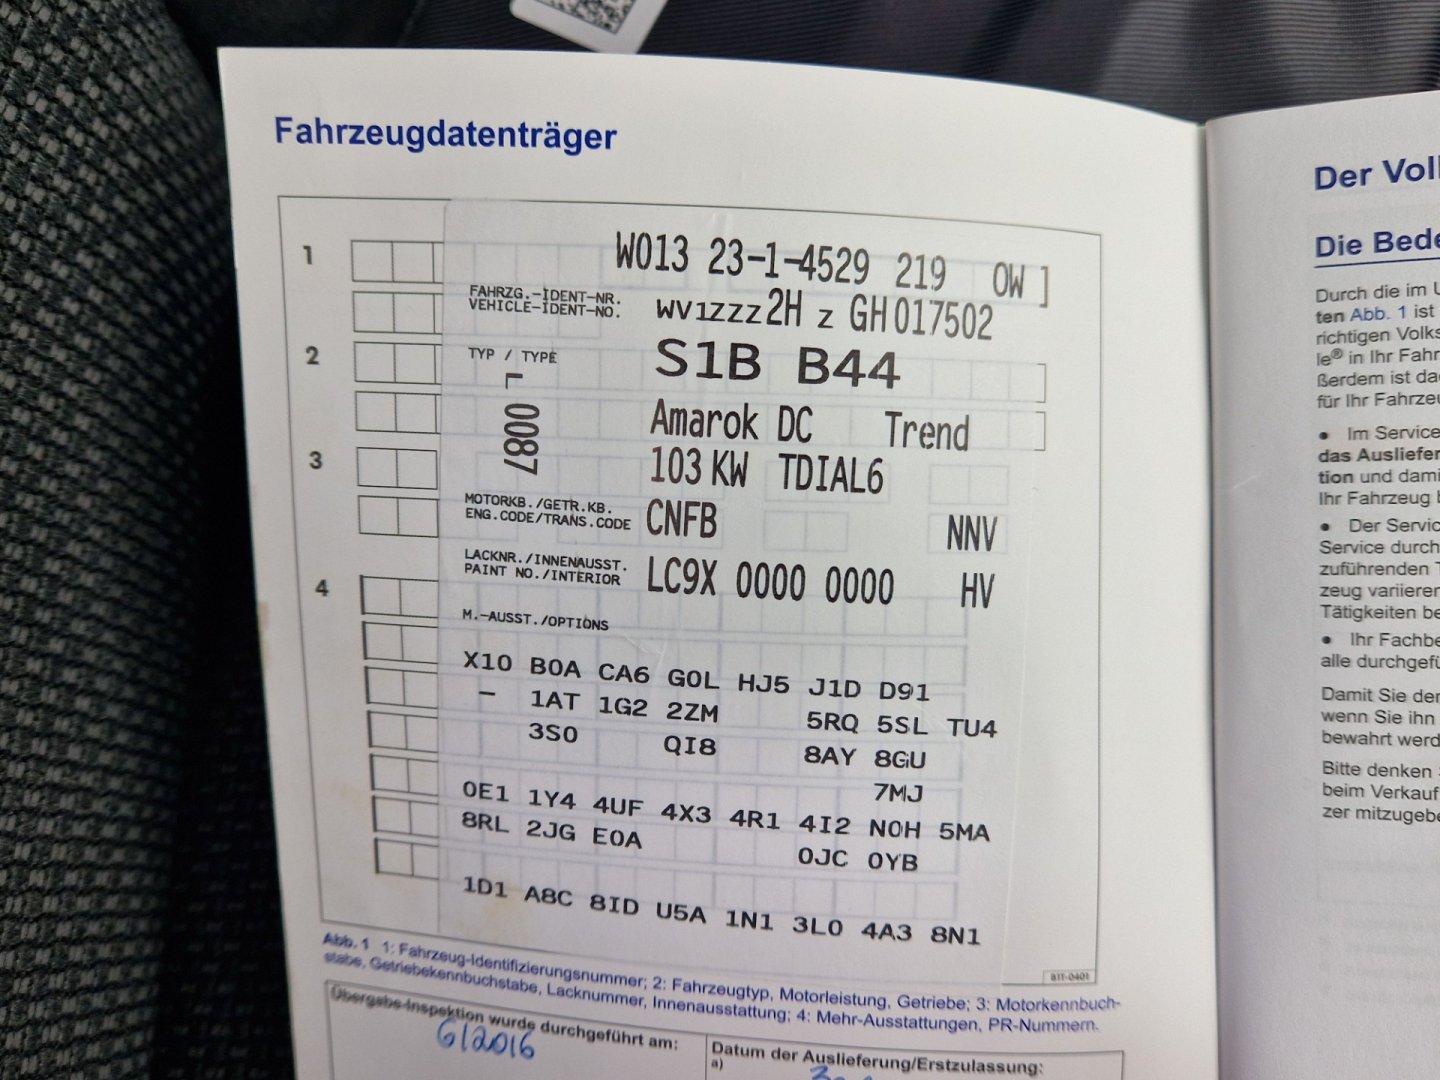 Fahrzeugdatenträger
1
W013 23-1-4529 219 OW ]
FAHRZG.-IDENT-NR.
VEHICLE-IDENT-NO.
WV1ZZZ2H Z GH017502
2
TYP / TYPE
S1B B44
L 0087
Amarok DC Trend
3
103 KW TDIAL6
MOTORKB./GETR.KB.
ENG.CODE/TRANS.CODE
CNFB NNV
LACKNR./INNENAUSST.
PAINT NO./INTERIOR
LC9X 0000 0000 HV
4
M.-AUSST./OPTIONS
X10 B0A CA6 G0L HJ5 J1D D91
- 1AT 1G2 2ZM 5RQ 5SL TU4
3S0 QI8 8AY 8GU
7MJ
0E1 1Y4 4UF 4X3 4R1 4I2 N0H 5MA
8RL 2JG E0A 0JC 0YB
1D1 A8C 8ID U5A 1N1 3L0 4A3 8N1
B1T-0401
Abb. 1 1: Fahrzeug-Identifizierungsnummer; 2: Fahrzeugtyp, Motorleistung, Getriebe; 3: Motorkennbuch-
stabe, Getriebekennbuchstabe, Lacknummer, Innenausstattung; 4: Mehr-Ausstattungen, PR-Nummern.
Übergabe-Inspektion wurde durchgeführt am:
6/2016
Datum der Auslieferung/Erstzulassung:
a)
Der Vol
Die Bede
Durch die im
ten Abb. 1 ist
richtigen Volks
le® in Ihr Fahr
ßerdem ist da
für Ihr Fahrze
• Im Service
das Ausliefer
tion und dami
Ihr Fahrzeug
• Der Servic
Service durch
zuführenden
zeug variieren
Tätigkeiten be
• Ihr Fachbe
alle durchgefü
Damit Sie der
wenn Sie ihn
bewahrt werd
Bitte denken
beim Verkauf
zer mitzugebe